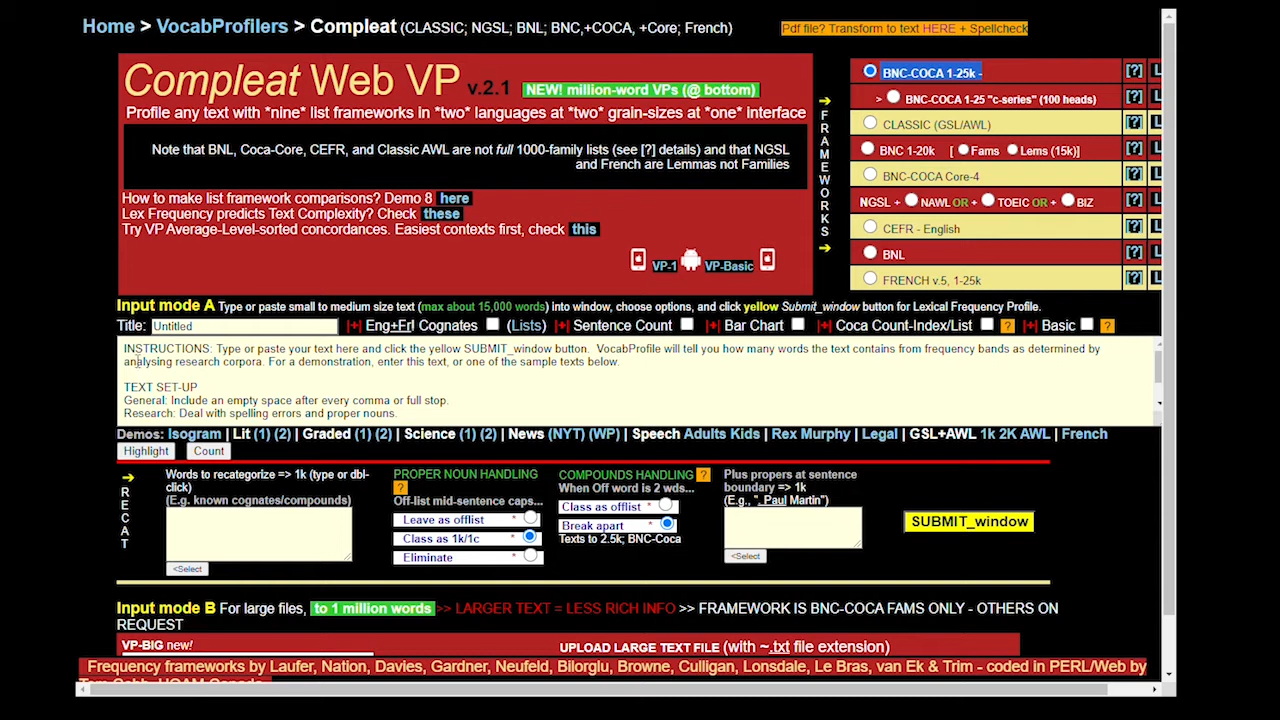 Home > VocabProfilers > Compleat (CLASSIC; NGSL; BNL; BNC,+COCA, +Core; French)
Pdf file? Transform to text HERE + Spellcheck
Compleat Web VP v.2.1 NEW! million-word VPs (@ bottom)
Profile any text with *nine* list frameworks in *two* languages at *two* grain-sizes at *one* interface
Note that BNL, Coca-Core, CEFR, and Classic AWL are not full 1000-family lists (see [?] details) and that NGSL
and French are Lemmas not Families
How to make list framework comparisons? Demo 8 here
Lex Frequency predicts Text Complexity? Check these
Try VP Average-Level-sorted concordances. Easiest contexts first, check this
VP-1 VP-Basic
→
F
R
A
M
E
W
O
R
K
S
→
BNC-COCA 1-25k - [?] L
> BNC-COCA 1-25 "c-series" (100 heads) [?] L
CLASSIC (GSL/AWL) [?] L
BNC 1-20k [ Fams Lems (15k)] [?] L
BNC-COCA Core-4 [?] L
NGSL + NAWL OR + TOEIC OR + BIZ [?] L
CEFR - English [?] L
BNL [?] L
FRENCH v.5, 1-25k [?] L
Input mode A Type or paste small to medium size text (max about 15,000 words) into window, choose options, and click yellow Submit_window button for Lexical Frequency Profile.
Title: Untitled [+] Eng+Fr Cognates (Lists) [+] Sentence Count [+] Bar Chart [+] Coca Count-Index/List ? [+] Basic ?
INSTRUCTIONS: Type or paste your text here and click the yellow SUBMIT_window button. VocabProfile will tell you how many words the text contains from frequency bands as determined by
analysing research corpora. For a demonstration, enter this text, or one of the sample texts below.
TEXT SET-UP
General: Include an empty space after every comma or full stop.
Research: Deal with spelling errors and proper nouns.
Demos: Isogram | Lit (1) (2) | Graded (1) (2) | Science (1) (2) | News (NYT) (WP) | Speech Adults Kids | Rex Murphy | Legal | GSL+AWL 1k 2K AWL | French
Highlight Count
→
R
E
C
A
T
Words to recategorize => 1k (type or dbl-
click)
(E.g. known cognates/compounds)
<Select
PROPER NOUN HANDLING
?
Off-list mid-sentence caps...
Leave as offlist *
Class as 1k/1c *
Eliminate *
COMPOUNDS HANDLING ?
When Off word is 2 wds...
Class as offlist *
Break apart *
Texts to 2.5k; BNC-Coca
Plus propers at sentence
boundary => 1k
(E.g., ". Paul Martin")
<Select
SUBMIT_window
Input mode B For large files, to 1 million words >> LARGER TEXT = LESS RICH INFO >> FRAMEWORK IS BNC-COCA FAMS ONLY - OTHERS ON
REQUEST
VP-BIG new!
UPLOAD LARGE TEXT FILE (with ~.txt file extension)
Frequency frameworks by Laufer, Nation, Davies, Gardner, Neufeld, Bilorglu, Browne, Culligan, Lonsdale, Le Bras, van Ek & Trim - coded in PERL/Web by